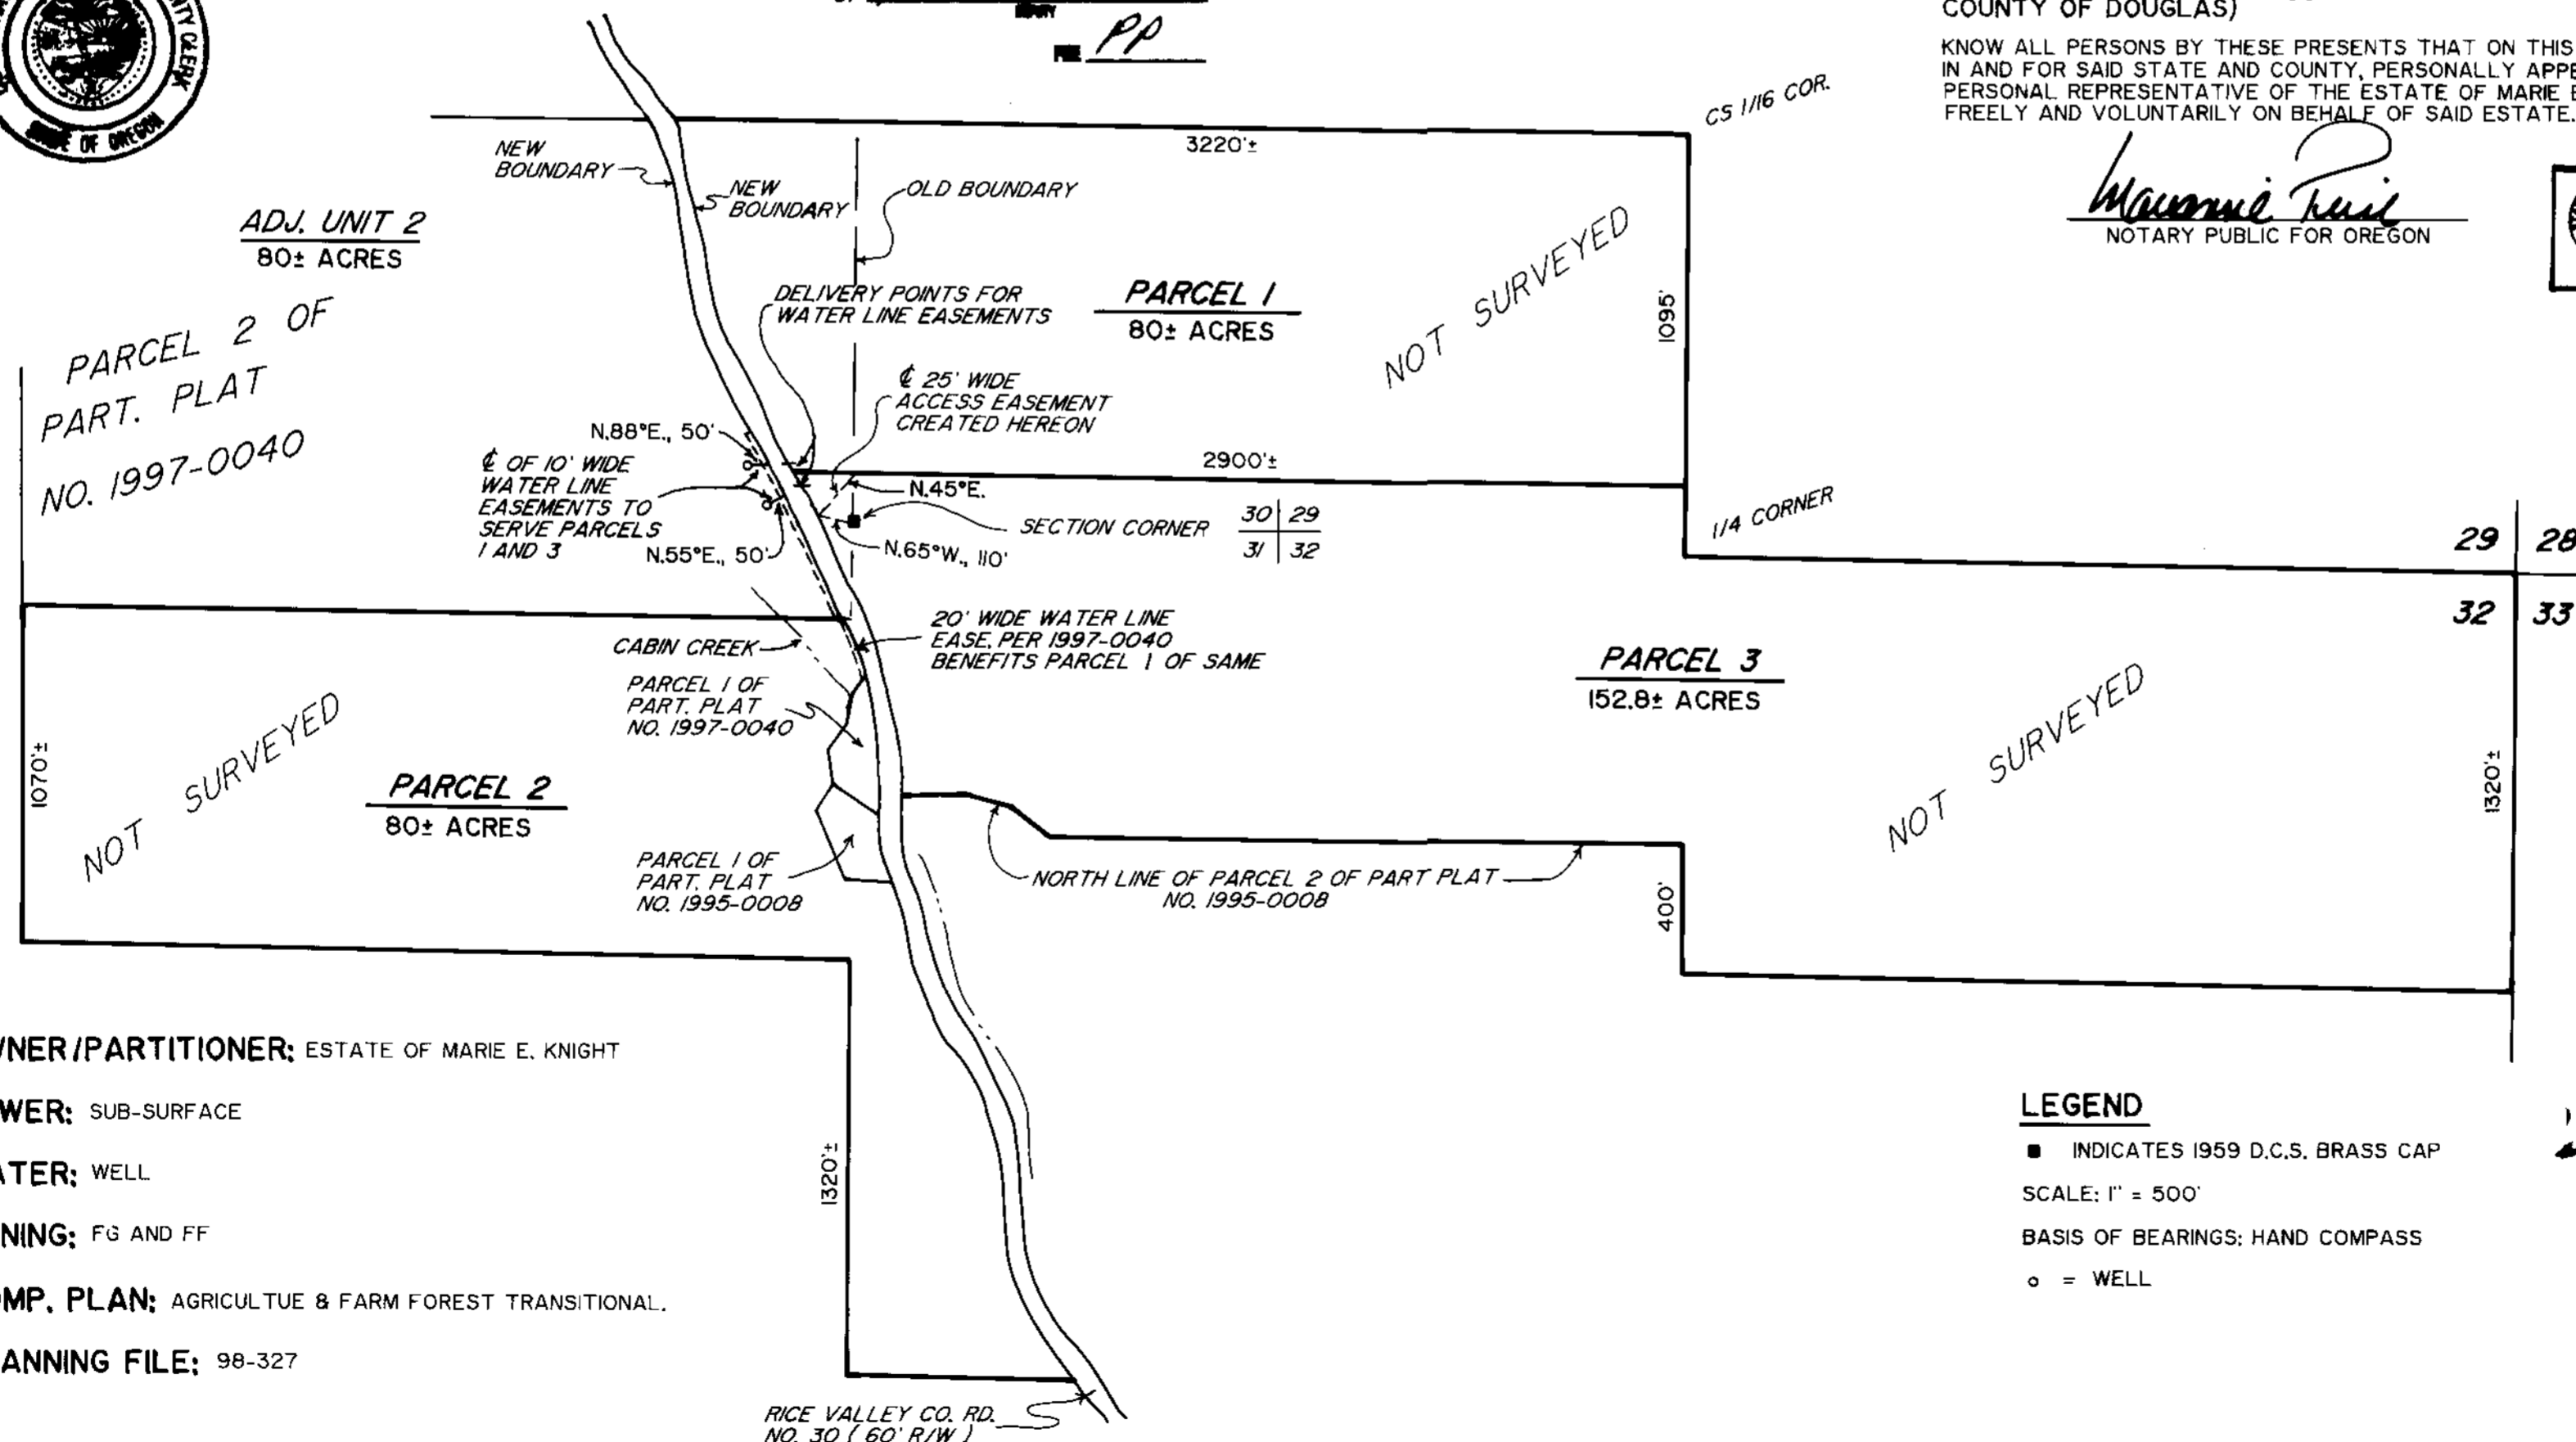 COUNTY OF DOUGLAS)
KNOW ALL PERSONS BY THESE PRESENTS THAT ON THIS
IN AND FOR SAID STATE AND COUNTY, PERSONALLY APPE
PERSONAL REPRESENTATIVE OF THE ESTATE OF MARIE E
FREELY AND VOLUNTARILY ON BEHALF OF SAID ESTATE.
NOTARY PUBLIC FOR OREGON
TY CLERK
OF OREGON
DEPUTY
PP
CS 1/16 COR.
3220'±
NEW
BOUNDARY
NEW
BOUNDARY
OLD BOUNDARY
ADJ. UNIT 2
80± ACRES
PARCEL 2 OF
PART. PLAT
NO. 1997-0040
DELIVERY POINTS FOR
WATER LINE EASEMENTS
PARCEL 1
80± ACRES
NOT SURVEYED
1095'
℄ 25' WIDE
ACCESS EASEMENT
CREATED HEREON
N.88°E., 50'
℄ OF 10' WIDE
WATER LINE
EASEMENTS TO
SERVE PARCELS
1 AND 3
N.55°E., 50'
2900'±
N.45°E.
SECTION CORNER
30 29
31 32
N.65°W., 110'
1/4 CORNER
29 28
32 33
CABIN CREEK
20' WIDE WATER LINE
EASE. PER 1997-0040
BENEFITS PARCEL 1 OF SAME
PARCEL 1 OF
PART. PLAT
NO. 1997-0040
PARCEL 3
152.8± ACRES
NOT SURVEYED
1320'±
1070'±
NOT SURVEYED
PARCEL 2
80± ACRES
PARCEL 1 OF
PART. PLAT
NO. 1995-0008
NORTH LINE OF PARCEL 2 OF PART PLAT
NO. 1995-0008
400'
1320'±
WNER/PARTITIONER: ESTATE OF MARIE E. KNIGHT
WER: SUB-SURFACE
ATER: WELL
NING: FG AND FF
OMP. PLAN: AGRICULTUE & FARM FOREST TRANSITIONAL.
ANNING FILE: 98-327
RICE VALLEY CO. RD.
NO. 30 ( 60' R/W )
LEGEND
■ INDICATES 1959 D.C.S. BRASS CAP
SCALE: 1" = 500'
BASIS OF BEARINGS: HAND COMPASS
o = WELL